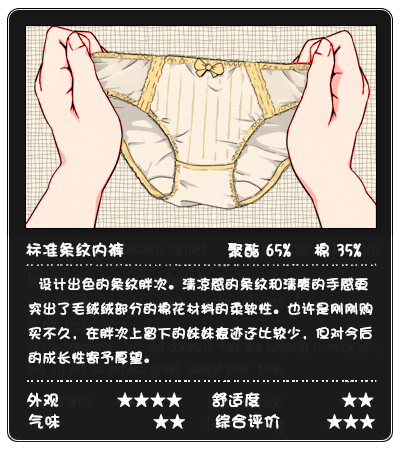 标准条纹内裤 聚酯 65% 棉 35%
设计出色的条纹胖次。清凉感的条纹和清爽的手感更
突出了毛绒绒部分的棉花材料的柔软性。也许是刚刚购
买不久，在胖次上留下的妹妹痕迹还比较少，但对今后
的成长性寄予厚望。
外观 ★★★★ 舒适度 ★★
气味 ★★ 综合评价 ★★★